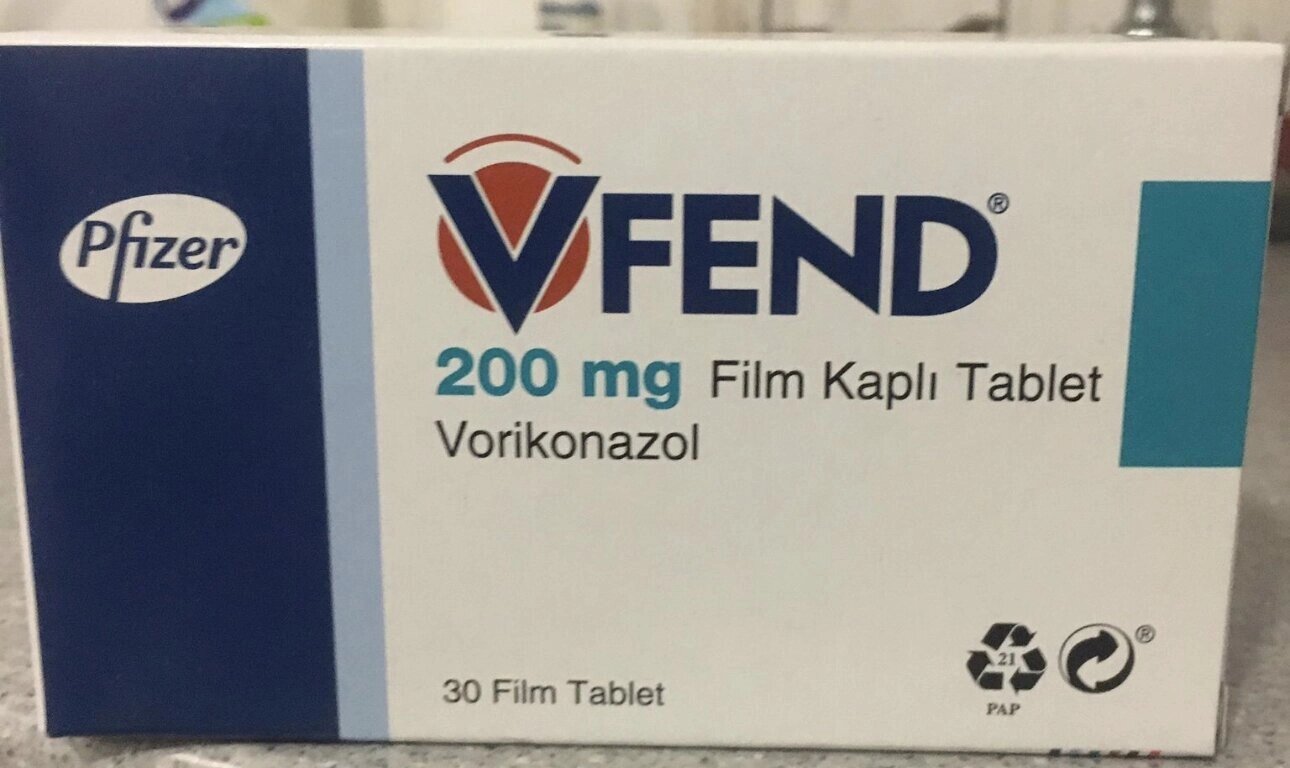 Pfizer
VFEND®
200 mg Film Kaplı Tablet
Vorikonazol
30 Film Tablet
21
PAP
®